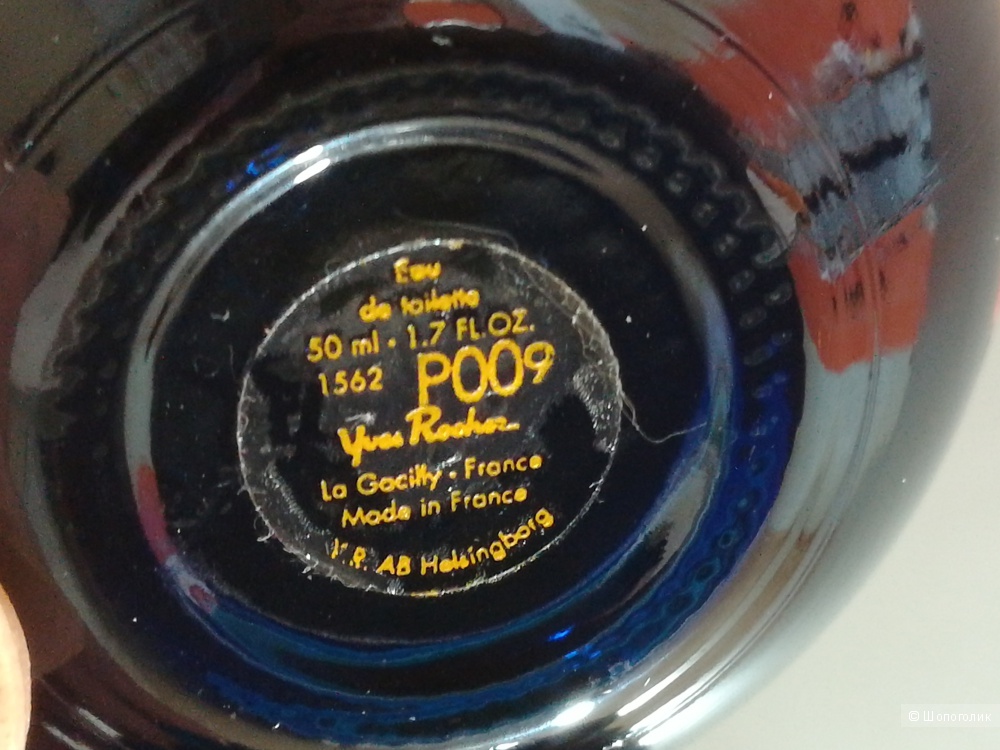 Eau
de toilette
50 ml • 1.7 FL.OZ.
1562 P009
Yves Rocher
La Gacilly • France
Made in France
Y.R. AB Helsingborg
© Шопоголик